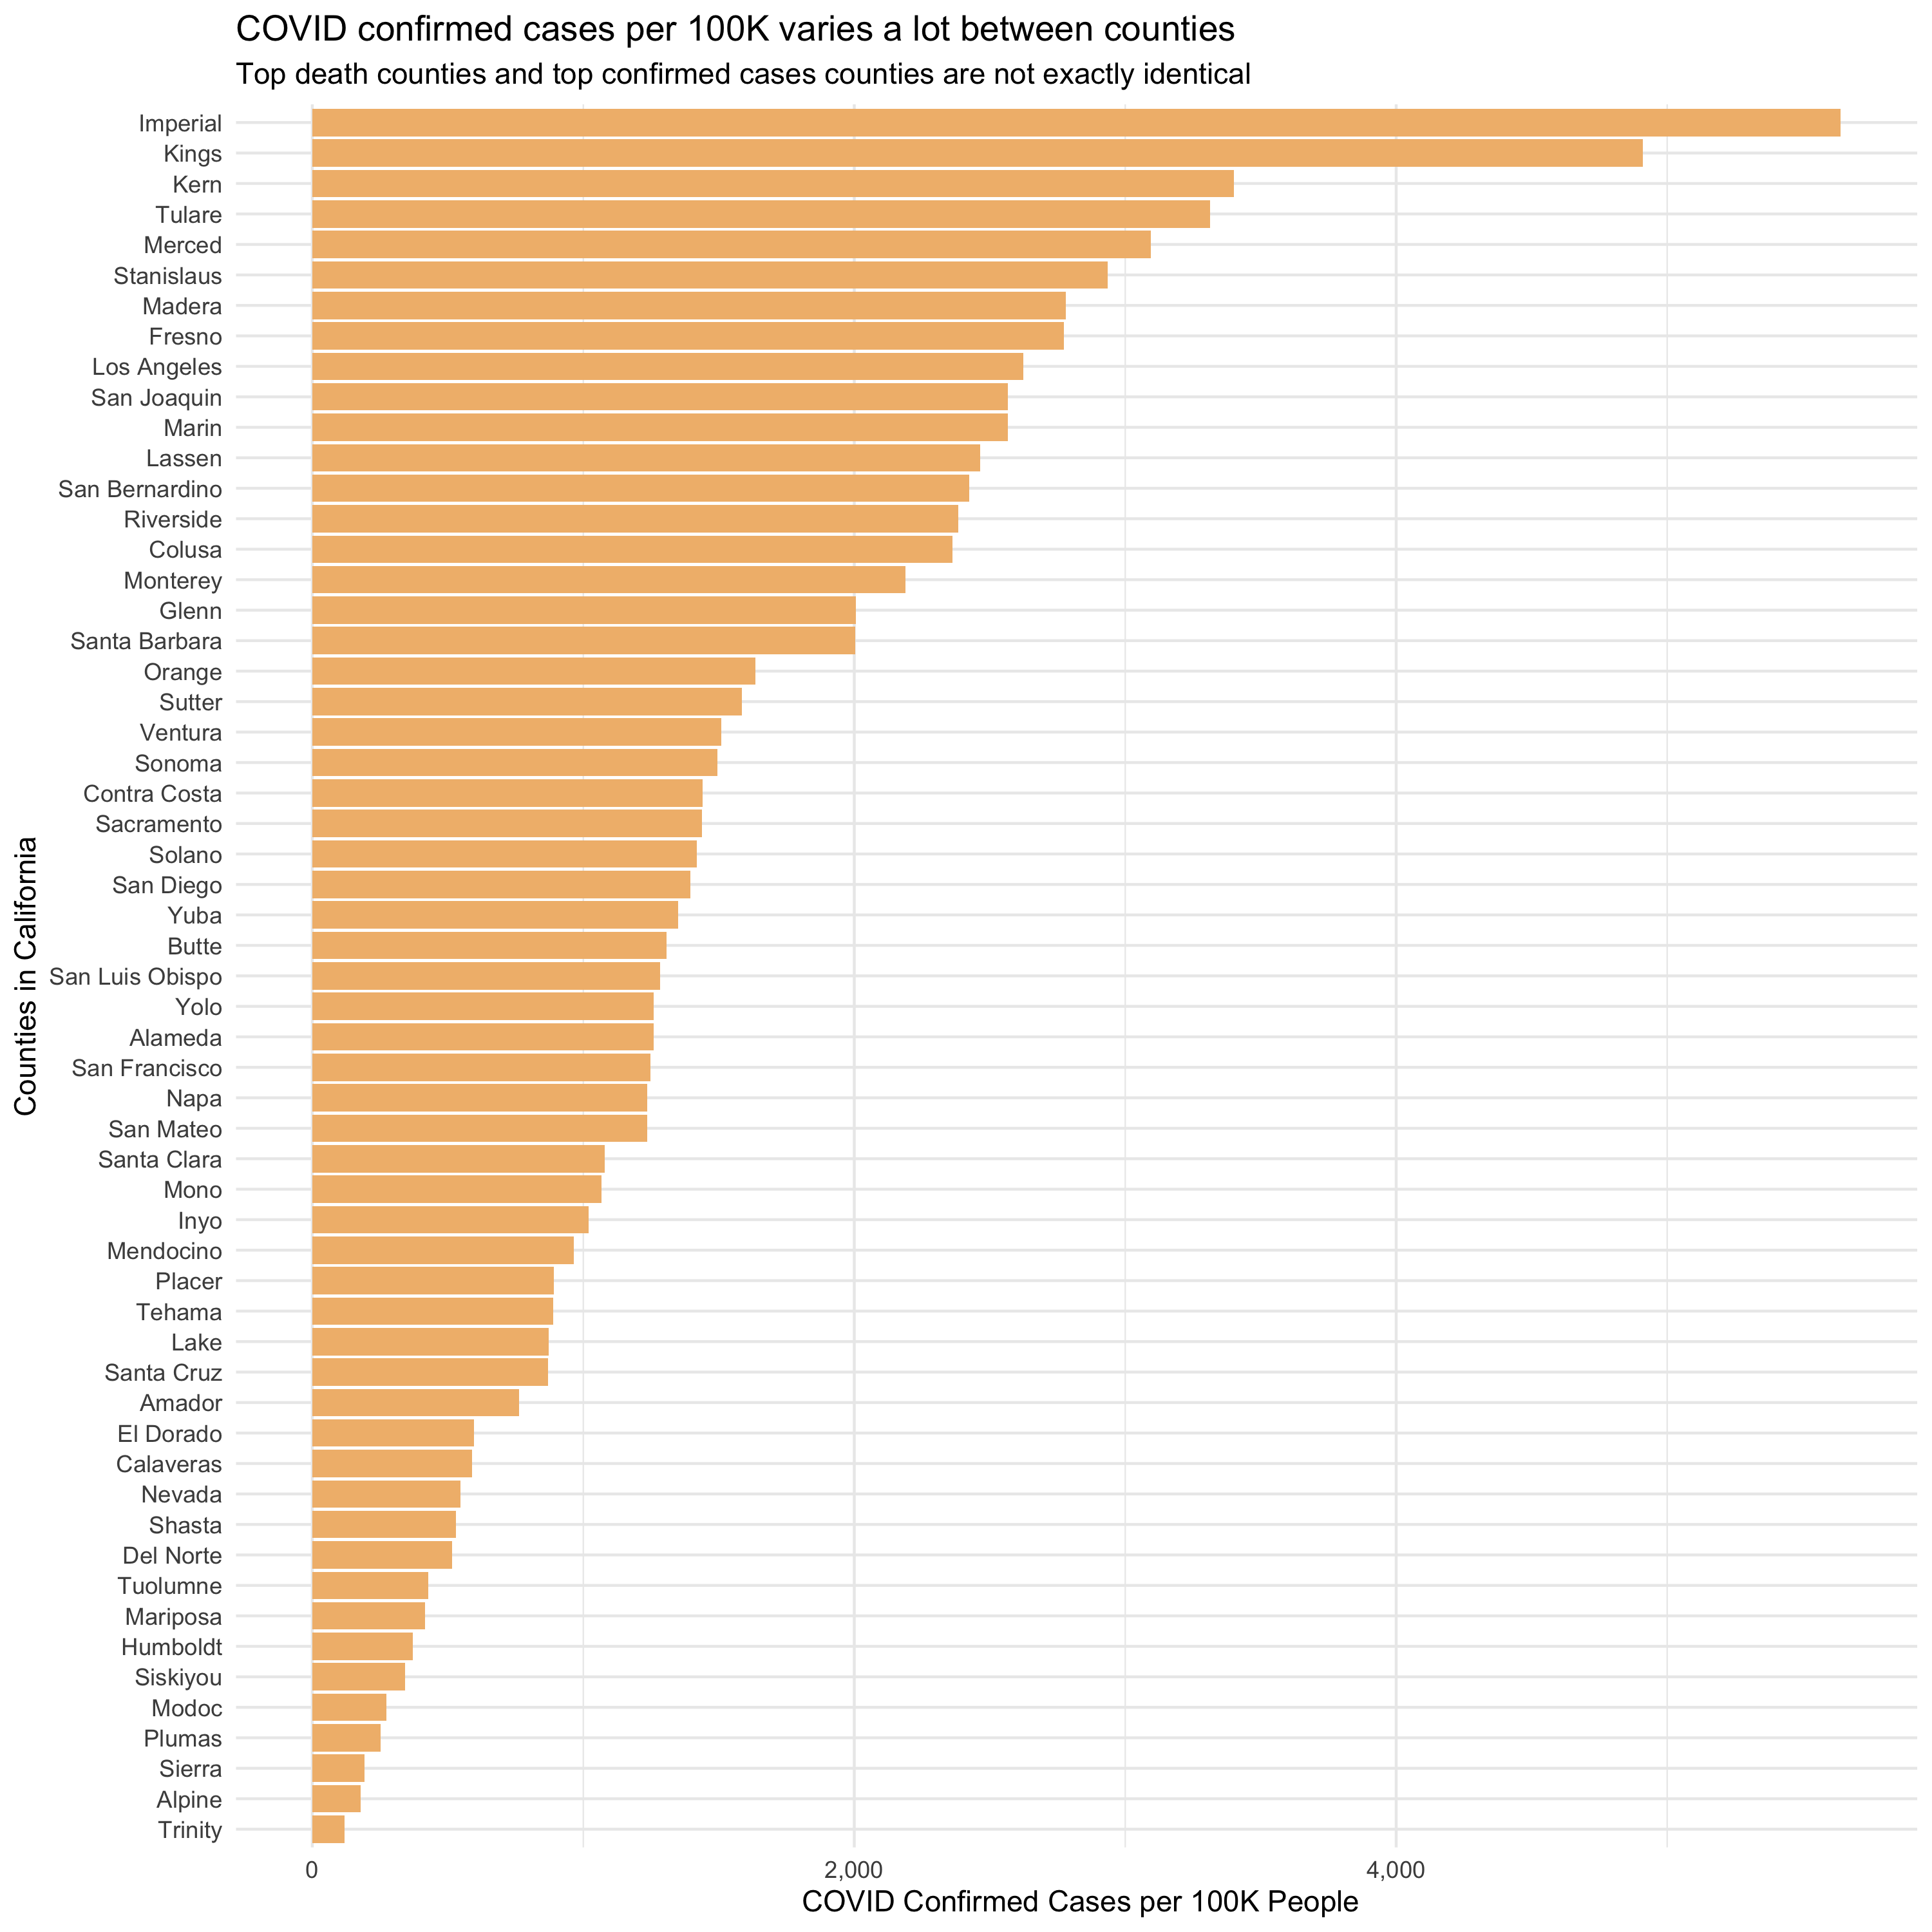 COVID confirmed cases per 100K varies a lot between counties
Top death counties and top confirmed cases counties are not exactly identical
Counties in California
Imperial
Kings
Kern
Tulare
Merced
Stanislaus
Madera
Fresno
Los Angeles
San Joaquin
Marin
Lassen
San Bernardino
Riverside
Colusa
Monterey
Glenn
Santa Barbara
Orange
Sutter
Ventura
Sonoma
Contra Costa
Sacramento
Solano
San Diego
Yuba
Butte
San Luis Obispo
Yolo
Alameda
San Francisco
Napa
San Mateo
Santa Clara
Mono
Inyo
Mendocino
Placer
Tehama
Lake
Santa Cruz
Amador
El Dorado
Calaveras
Nevada
Shasta
Del Norte
Tuolumne
Mariposa
Humboldt
Siskiyou
Modoc
Plumas
Sierra
Alpine
Trinity
0 2,000 4,000
COVID Confirmed Cases per 100K People